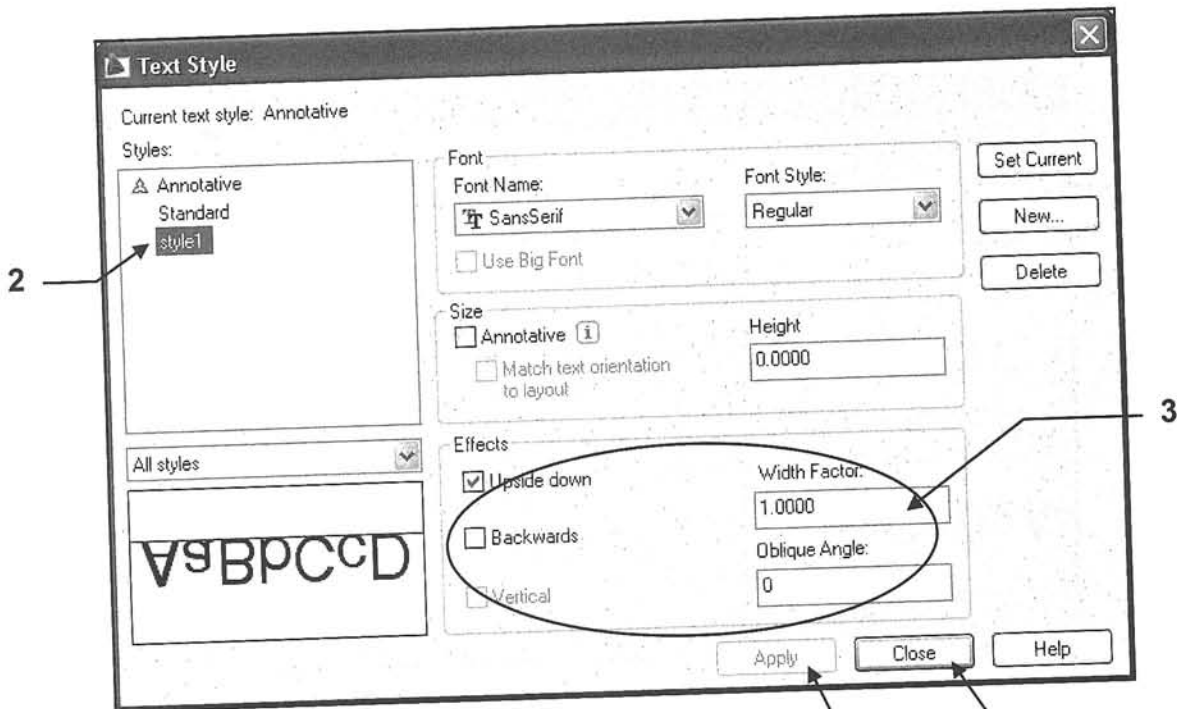 Text Style
Current text style: Annotative
Styles:
Annotative
Standard
style1
2
Font
Font Name:
SansSerif
Font Style:
Regular
Use Big Font
Set Current
New...
Delete
Size
Annotative
Match text orientation
to layout
Height
0.0000
3
All styles
AaBbCcD
Effects
Upside down
Backwards
Vertical
Width Factor:
1.0000
Oblique Angle:
0
Apply
Close
Help